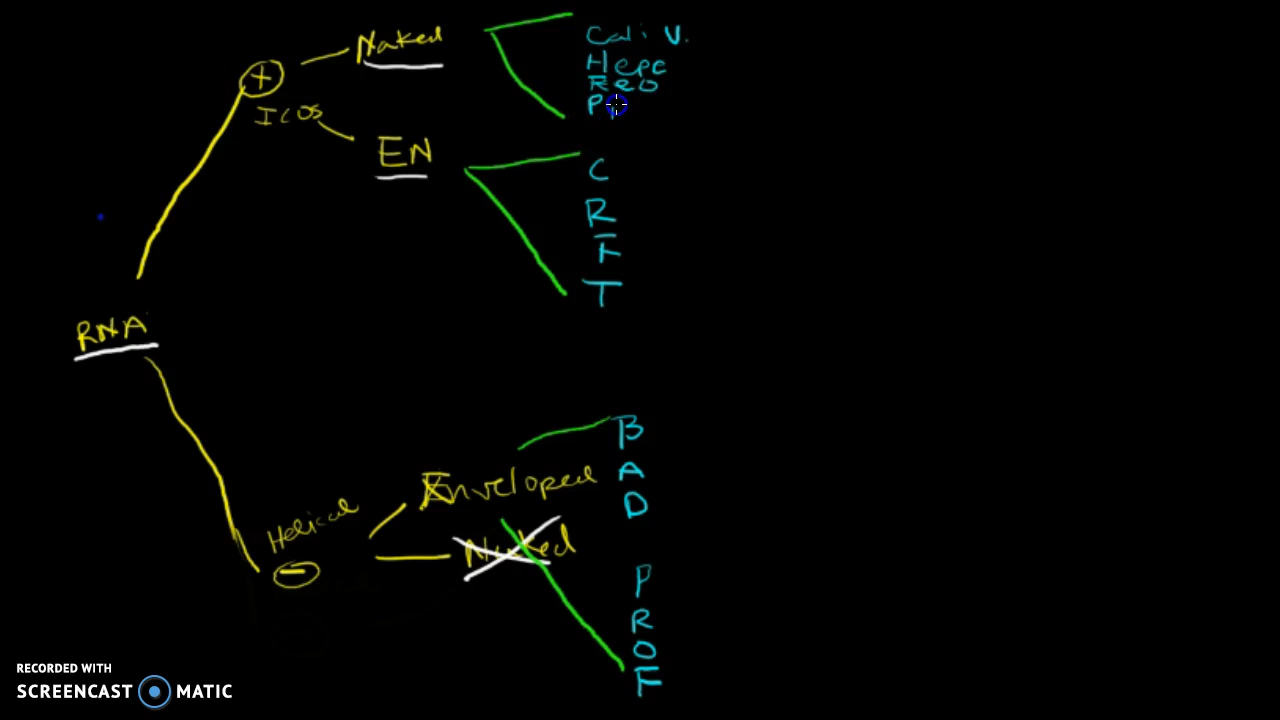 Naked
Cali V.
Hepe
Reo
P
+
ICOS
EN
C
R
F
T
RNA
B
A
D
Enveloped
Helical
Naked
−
P
R
O
F
RECORDED WITH
SCREENCAST MATIC